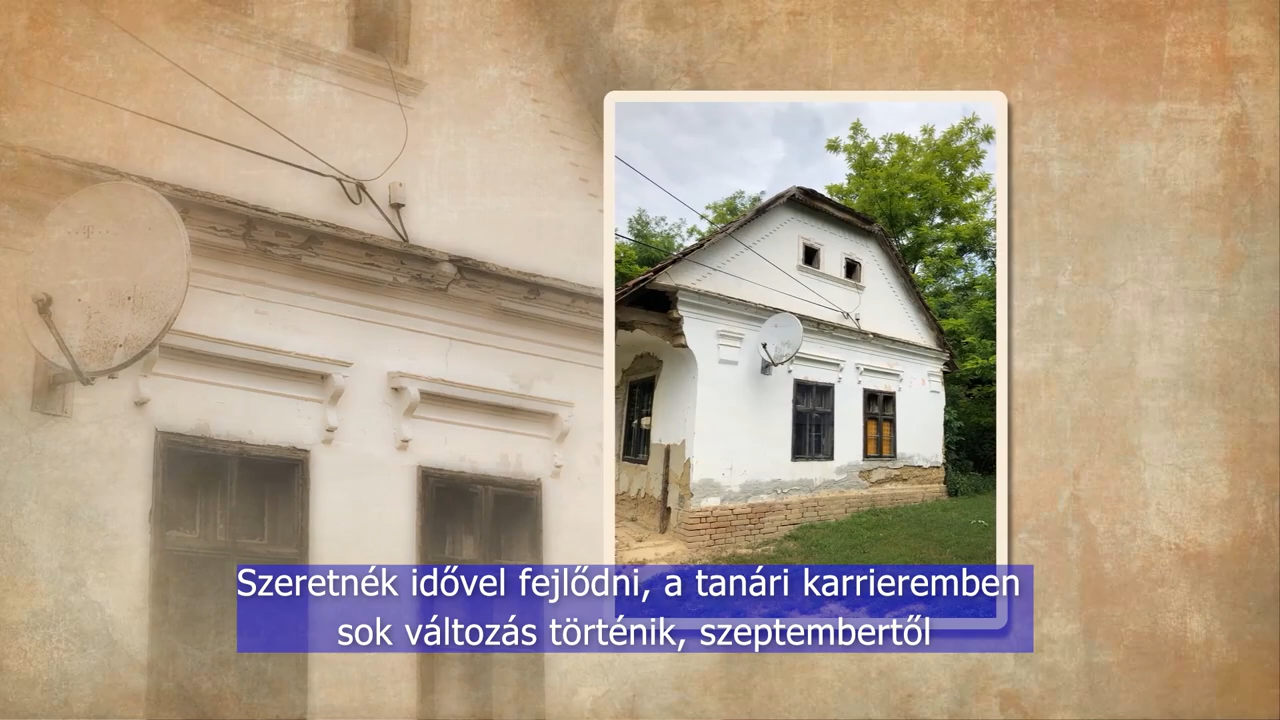 Szeretnék idővel fejlődni, a tanári karrieremben
sok változás történik, szeptembertől